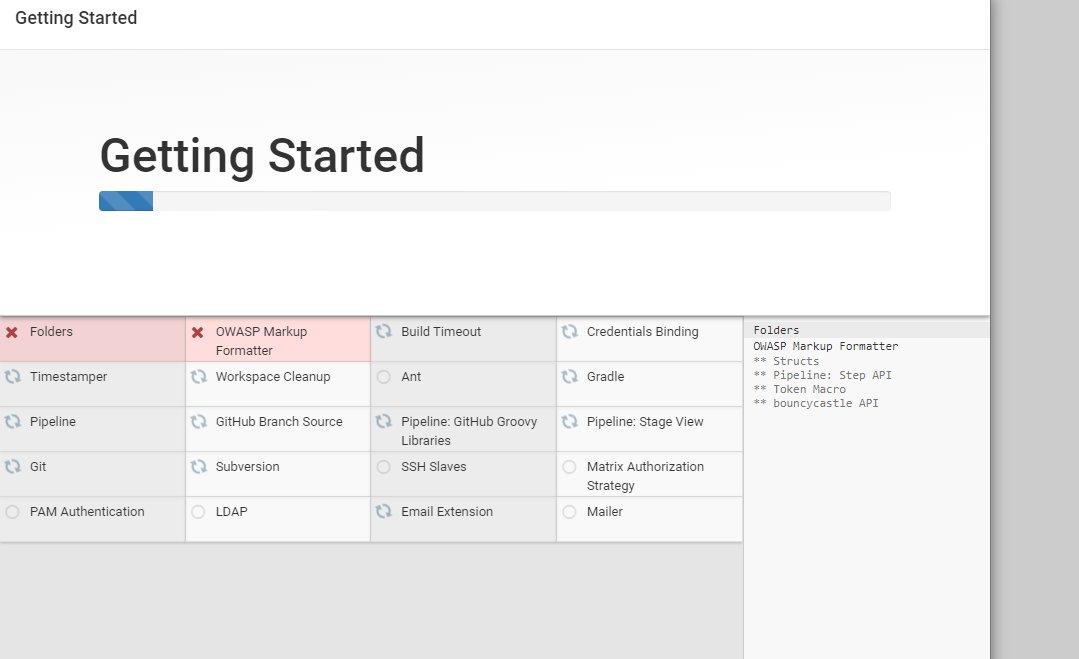 Getting Started
Getting Started
Folders
OWASP Markup
Formatter
Build Timeout
Credentials Binding
Timestamper
Workspace Cleanup
Ant
Gradle
Pipeline
GitHub Branch Source
Pipeline: GitHub Groovy
Libraries
Pipeline: Stage View
Git
Subversion
SSH Slaves
Matrix Authorization
Strategy
PAM Authentication
LDAP
Email Extension
Mailer
Folders
OWASP Markup Formatter
** Structs
** Pipeline: Step API
** Token Macro
** bouncycastle API